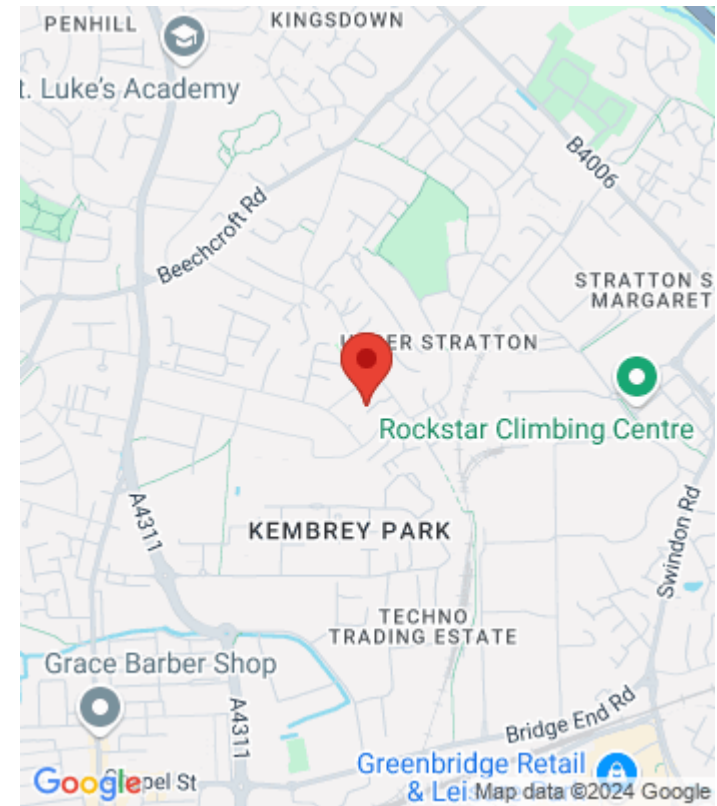 PENHILL
KINGSDOWN
t. Luke's Academy
B4006
Beechcroft Rd
STRATTON S
MARGARET
ER STRATTON
Rockstar Climbing Centre
A4311
KEMBREY PARK
Swindon Rd
TECHNO
TRADING ESTATE
Grace Barber Shop
A4311
Bridge End Rd
Greenbridge Retail
& Leis
Google
pel St
Map data ©2024 Google